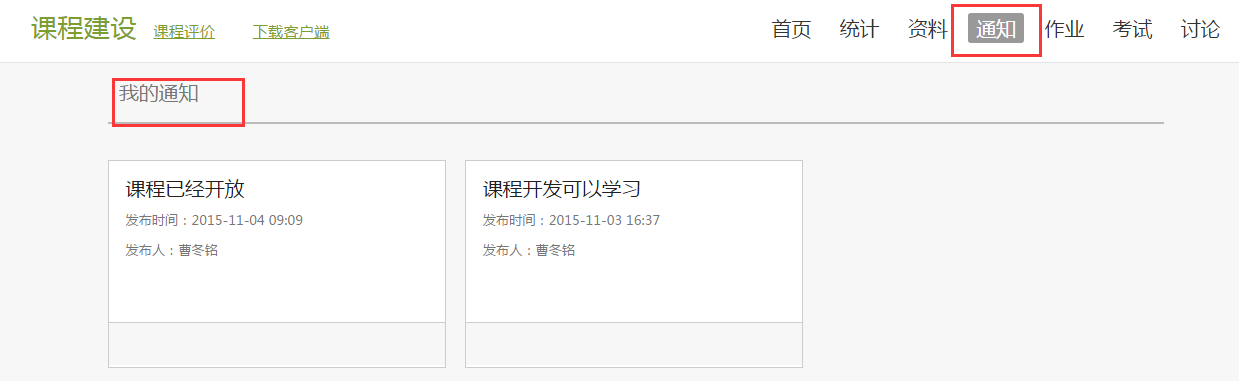 课程建设 课程评价 下载客户端 首页 统计 资料 通知 作业 考试 讨论
我的通知
课程已经开放
发布时间：2015-11-04 09:09
发布人：曹冬铭
课程开发可以学习
发布时间：2015-11-03 16:37
发布人：曹冬铭